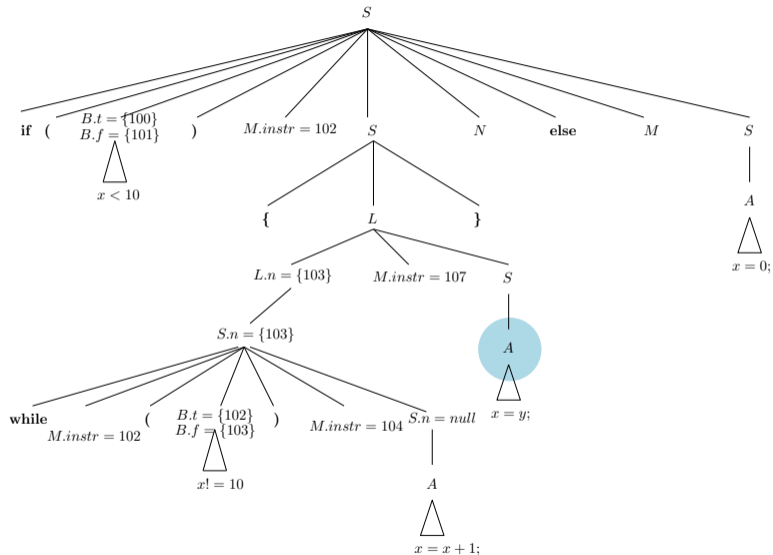 S
if ( B.t = {100} ) M.instr = 102 S N else M S
B.f = {101}
x < 10
A
{ L }
x = 0;
L.n = {103} M.instr = 107 S
S.n = {103}
A
while M.instr = 102 ( B.t = {102} ) M.instr = 104 S.n = null
B.f = {103}
x = y;
x! = 10
A
x = x + 1;